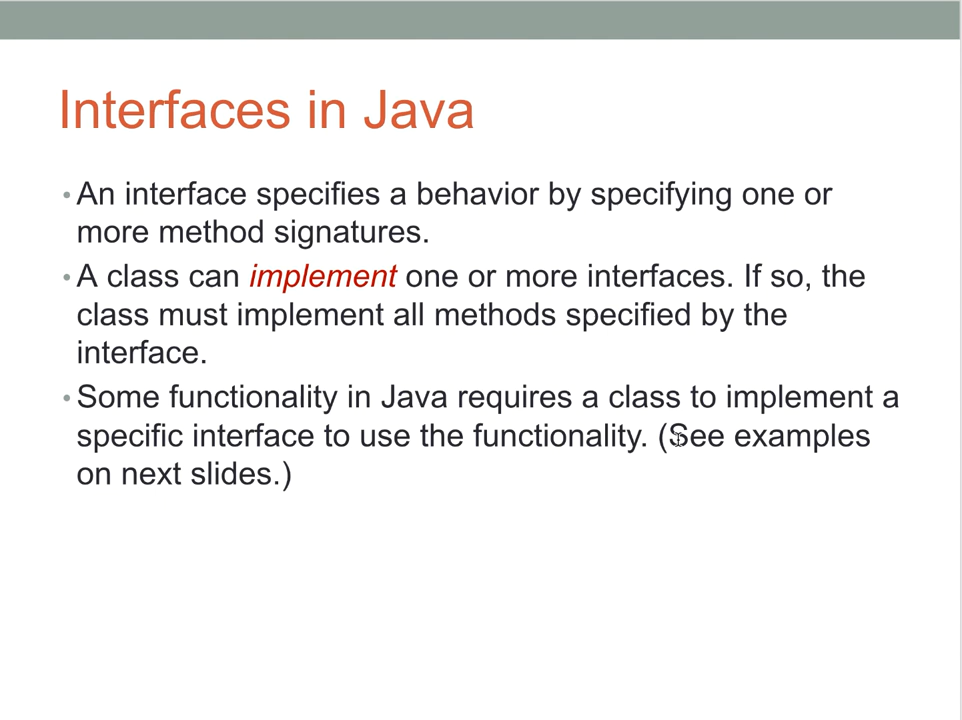 Interfaces in Java
• An interface specifies a behavior by specifying one or
more method signatures.
• A class can implement one or more interfaces. If so, the
class must implement all methods specified by the
interface.
• Some functionality in Java requires a class to implement a
specific interface to use the functionality. (See examples
on next slides.)